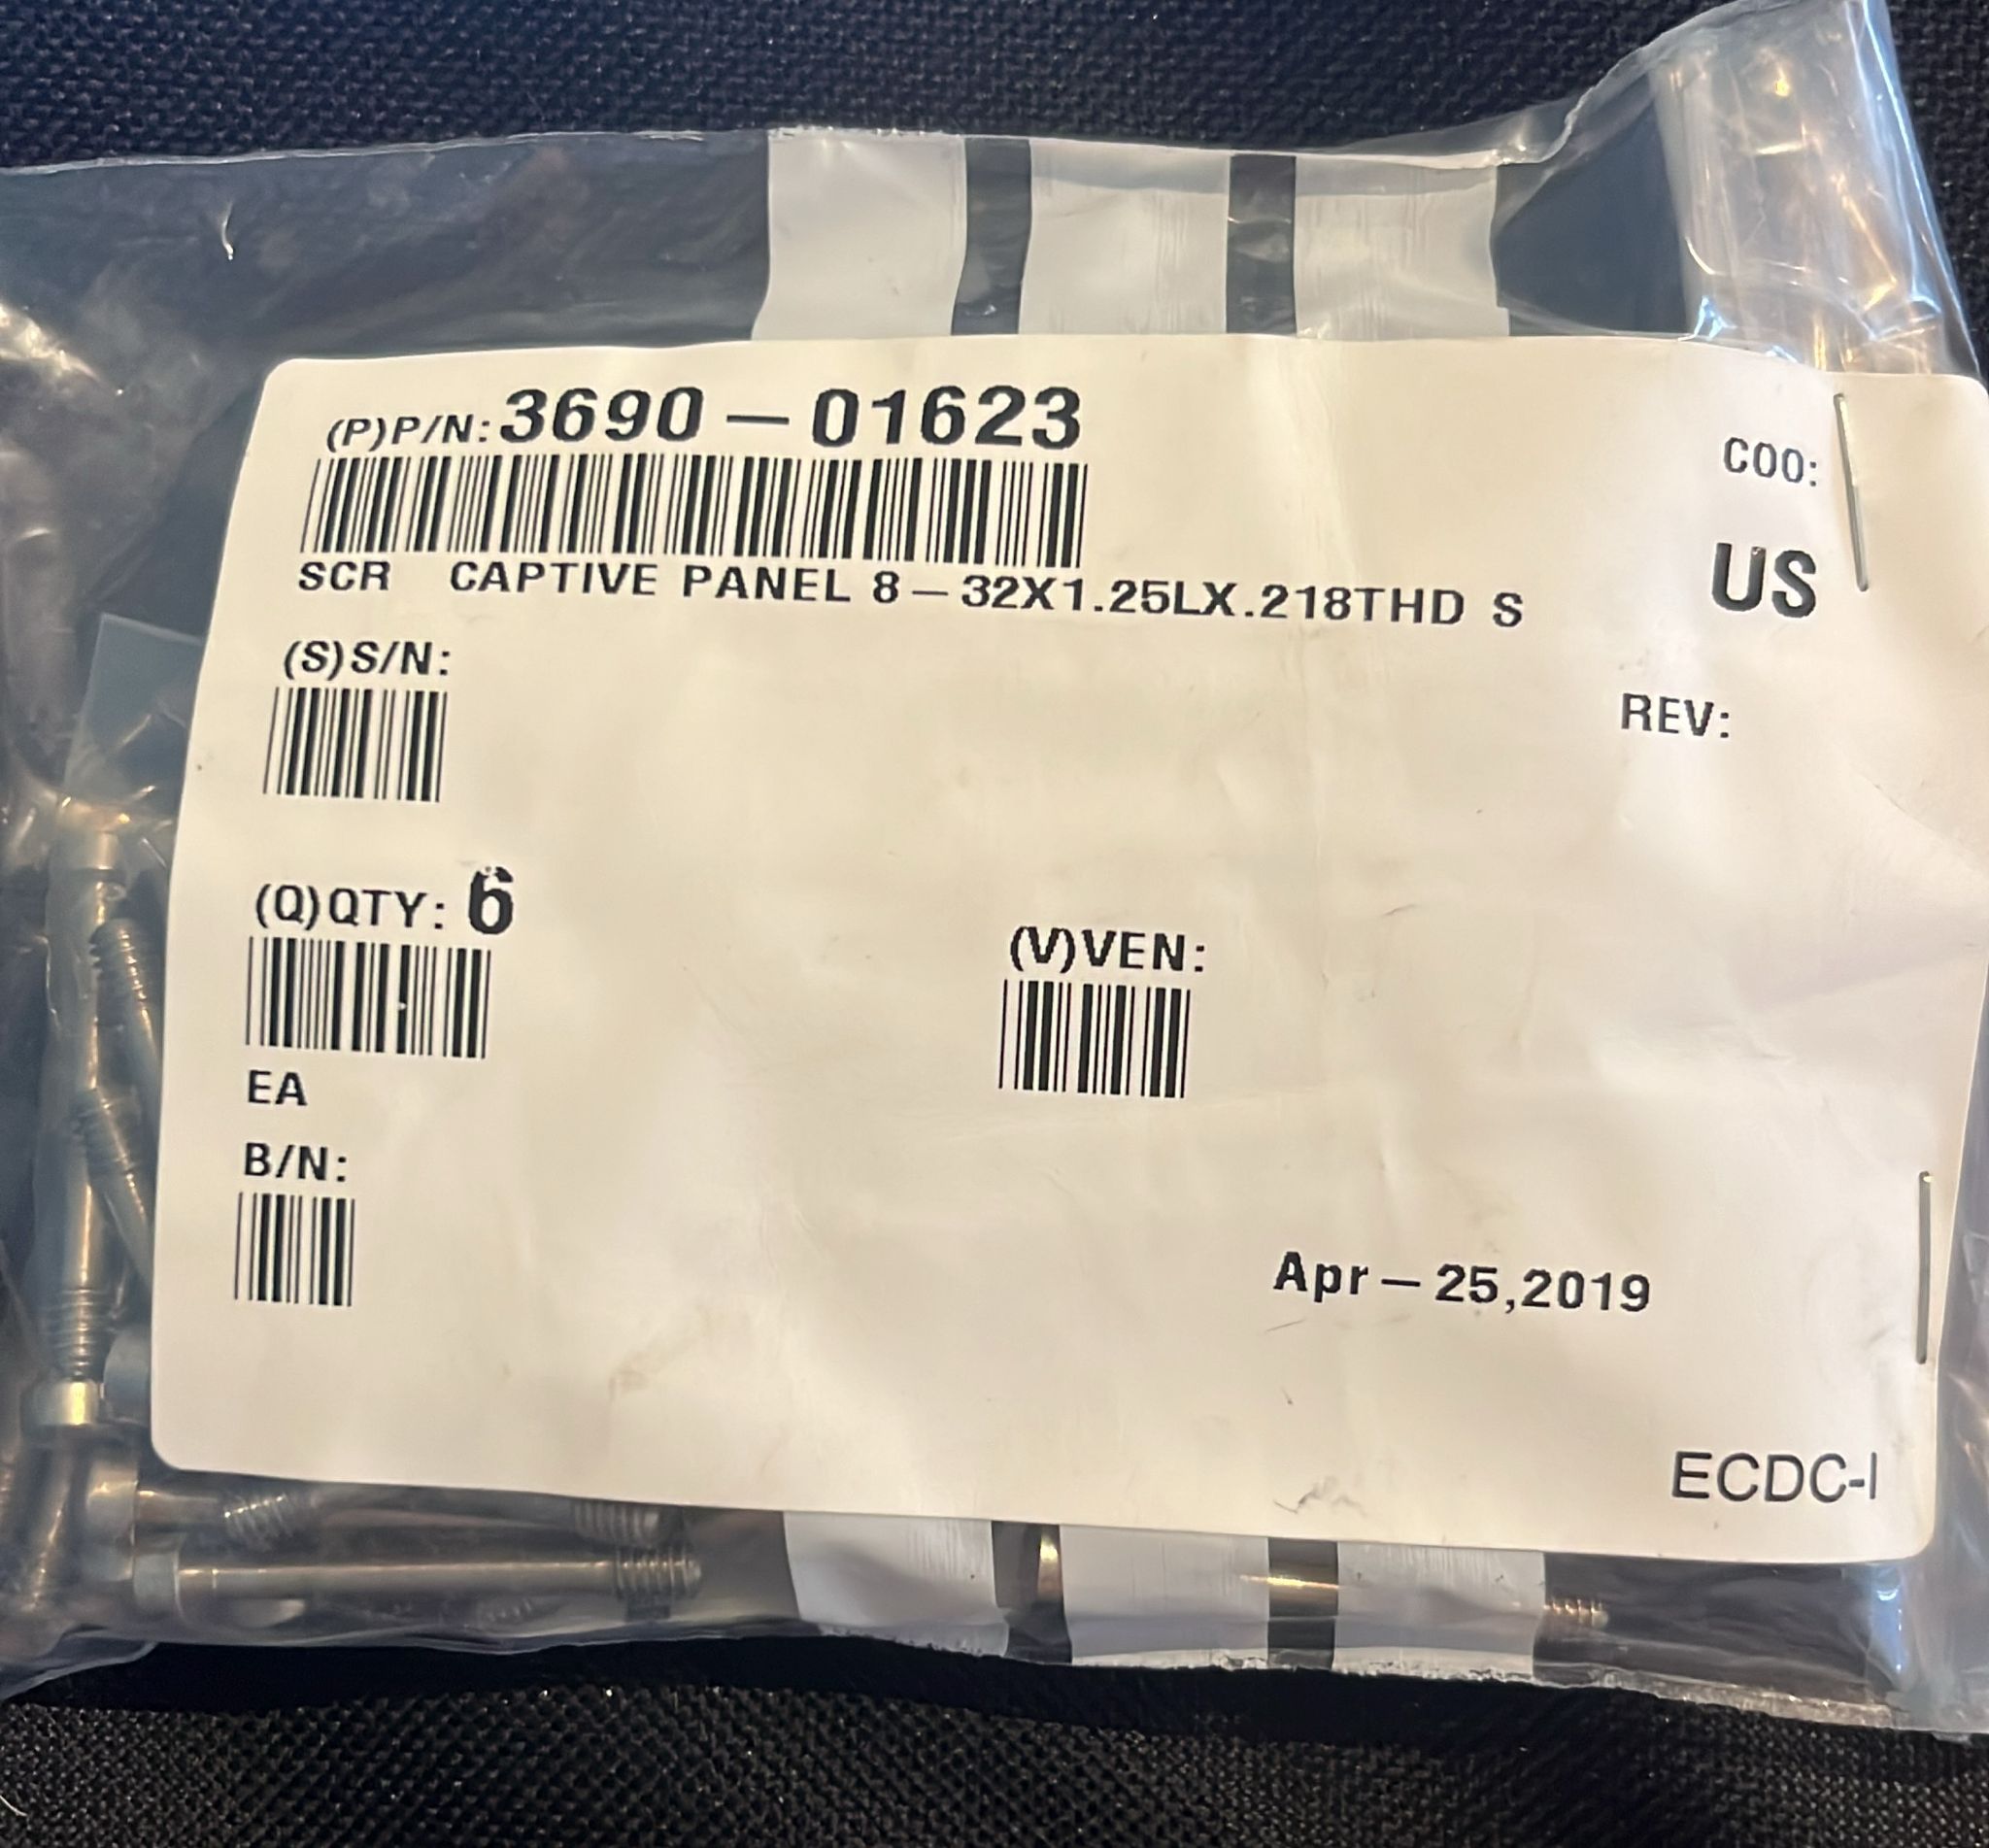 (P)P/N: 3690-01623
COO:
SCR CAPTIVE PANEL 8-32X1.25LX.218THD S
US
(S)S/N:
REV:
(Q)QTY: 6
(V)VEN:
EA
B/N:
Apr-25,2019
ECDC-I